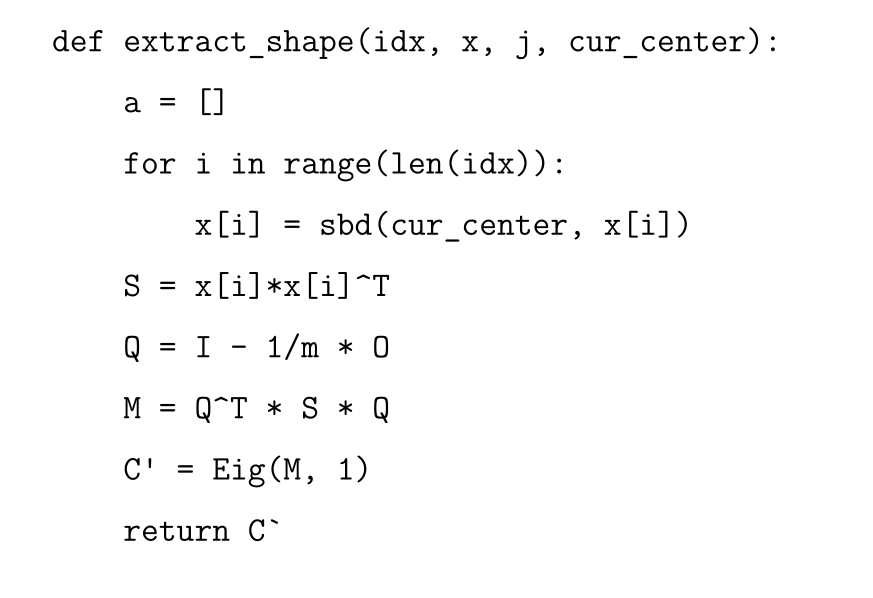 def extract_shape(idx, x, j, cur_center):
    a = []
    for i in range(len(idx)):
        x[i] = sbd(cur_center, x[i])
    S = x[i]*x[i]^T
    Q = I - 1/m * O
    M = Q^T * S * Q
    C' = Eig(M, 1)
    return C`